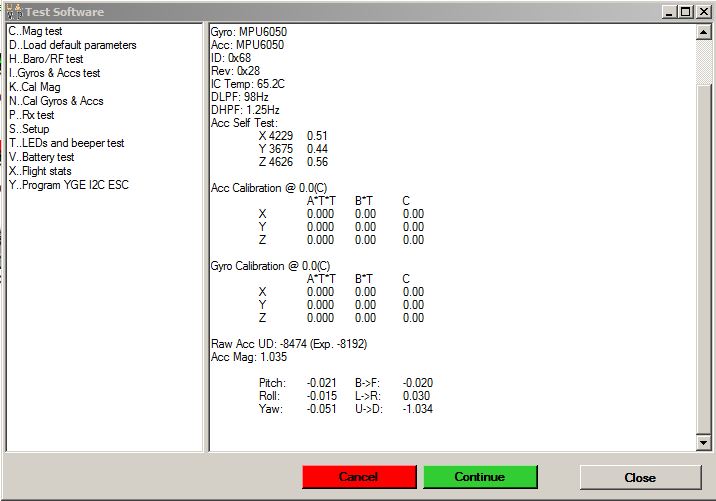 Test Software
C..Mag test
D..Load default parameters
H..Baro/RF test
I..Gyros & Accs test
K..Cal Mag
N..Cal Gyros & Accs
P..Rx test
S..Setup
T..LEDs and beeper test
V..Battery test
X..Flight stats
Y..Program YGE I2C ESC
Gyro: MPU6050
Acc: MPU6050
ID: 0x68
Rev: 0x28
IC Temp: 65.2C
DLPF: 98Hz
DHPF: 1.25Hz
Acc Self Test:
X 4229 0.51
Y 3675 0.44
Z 4626 0.56
Acc Calibration @ 0.0(C)
A*T*T B*T C
X 0.000 0.00 0.00
Y 0.000 0.00 0.00
Z 0.000 0.00 0.00
Gyro Calibration @ 0.0(C)
A*T*T B*T C
X 0.000 0.00 0.00
Y 0.000 0.00 0.00
Z 0.000 0.00 0.00
Raw Acc UD: -8474 (Exp. -8192)
Acc Mag: 1.035
Pitch: -0.021 B->F: -0.020
Roll: -0.015 L->R: 0.030
Yaw: -0.051 U->D: -1.034
Cancel Continue Close